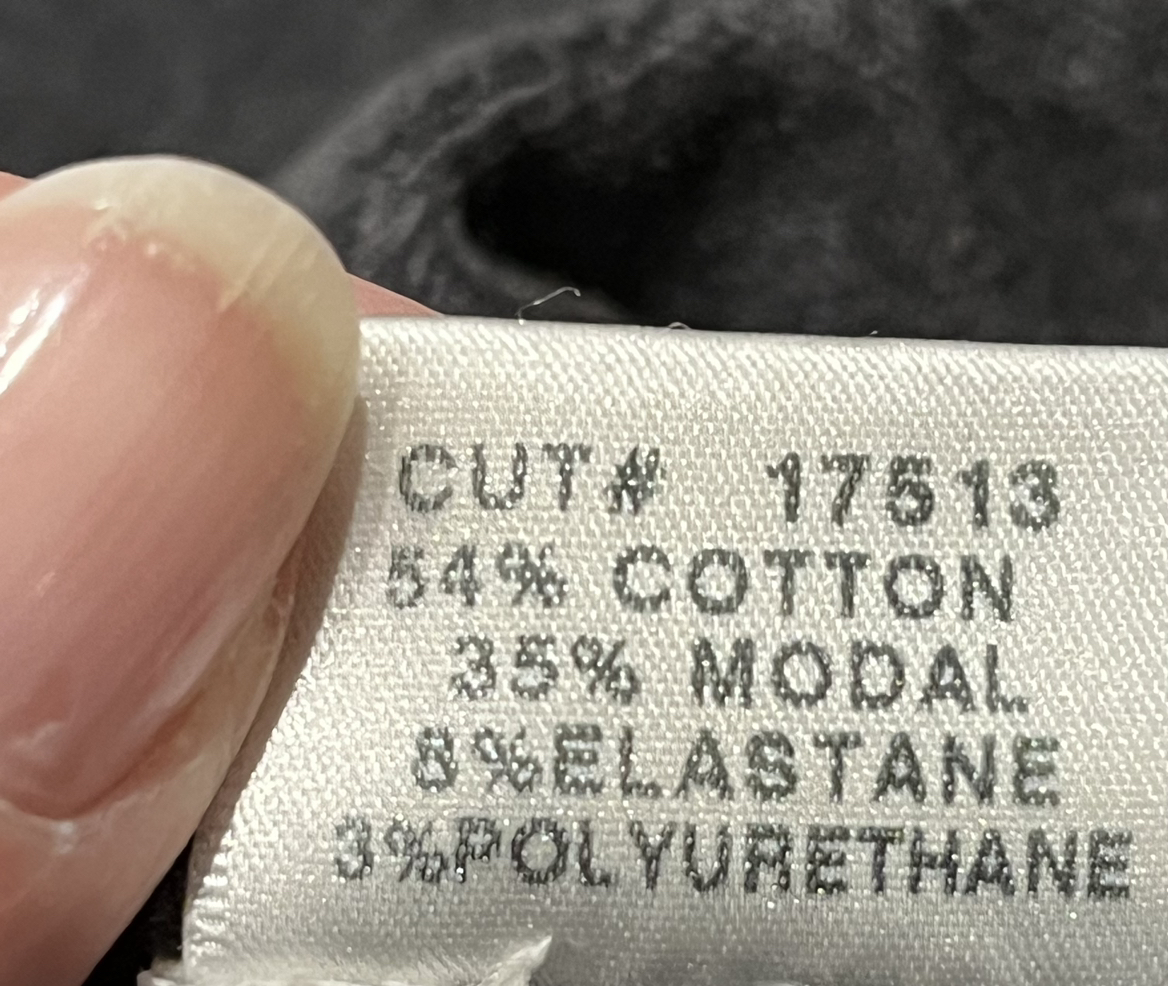 CUT# 17513
54% COTTON
35% MODAL
8%ELASTANE
3%POLYURETHANE